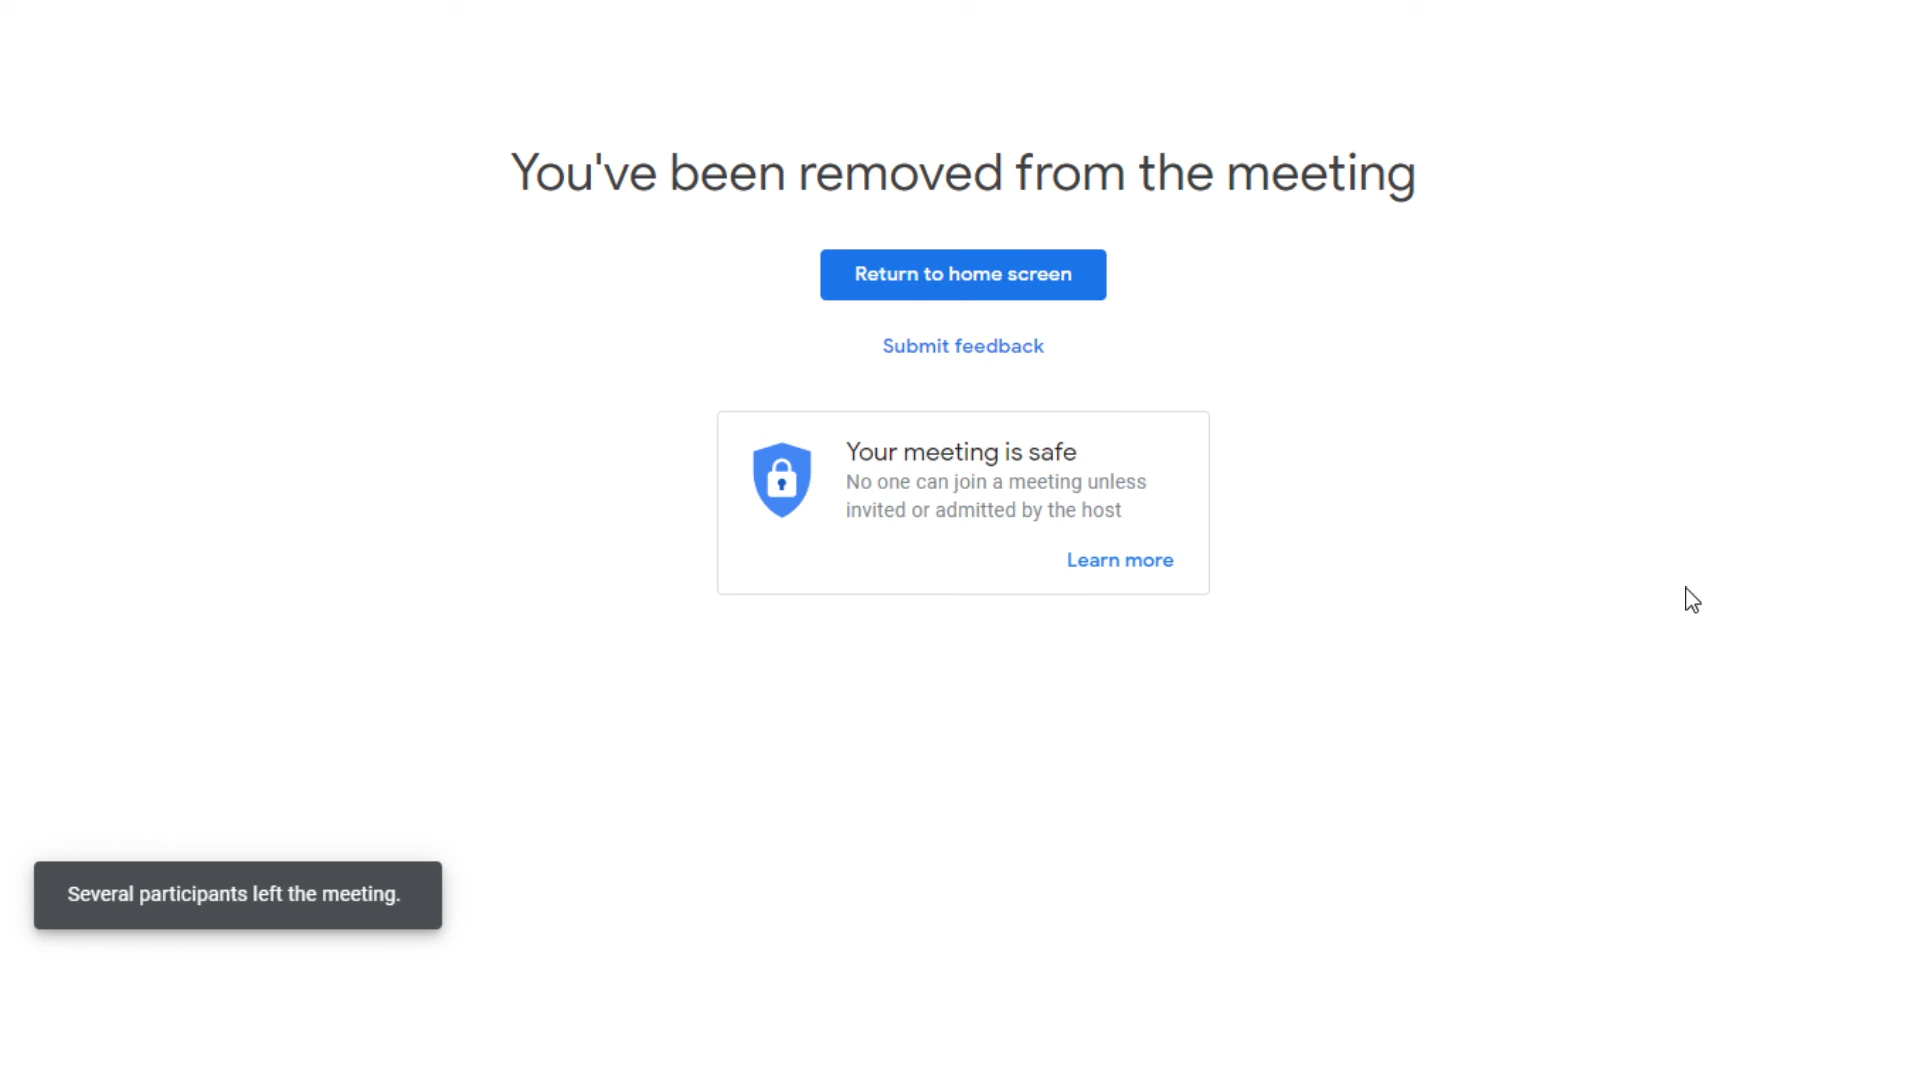 You've been removed from the meeting
Return to home screen
Submit feedback
Your meeting is safe
No one can join a meeting unless
invited or admitted by the host
Learn more
Several participants left the meeting.